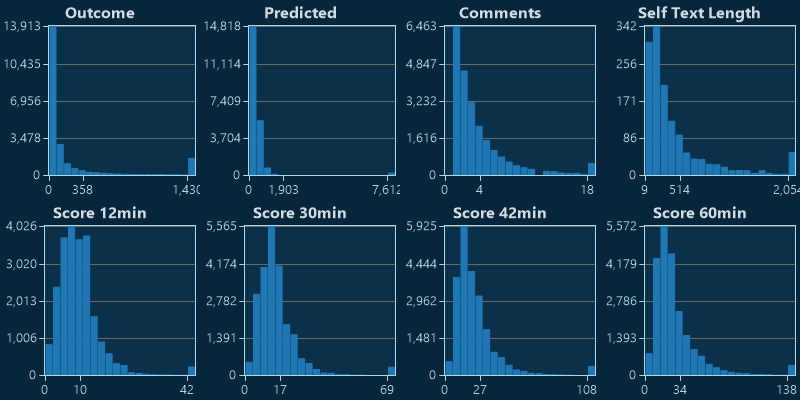 Outcome
13,913
10,435
6,956
3,478
0
0 358 1,430
Predicted
14,818
11,114
7,409
3,704
0
0 1,903 7,612
Comments
6,463
4,847
3,232
1,616
0
0 4 18
Self Text Length
342
256
171
86
0
9 514 2,054
Score 12min
4,026
3,020
2,013
1,006
0
0 10 42
Score 30min
5,565
4,174
2,782
1,391
0
0 17 69
Score 42min
5,925
4,444
2,962
1,481
0
0 27 108
Score 60min
5,572
4,179
2,786
1,393
0
0 34 138